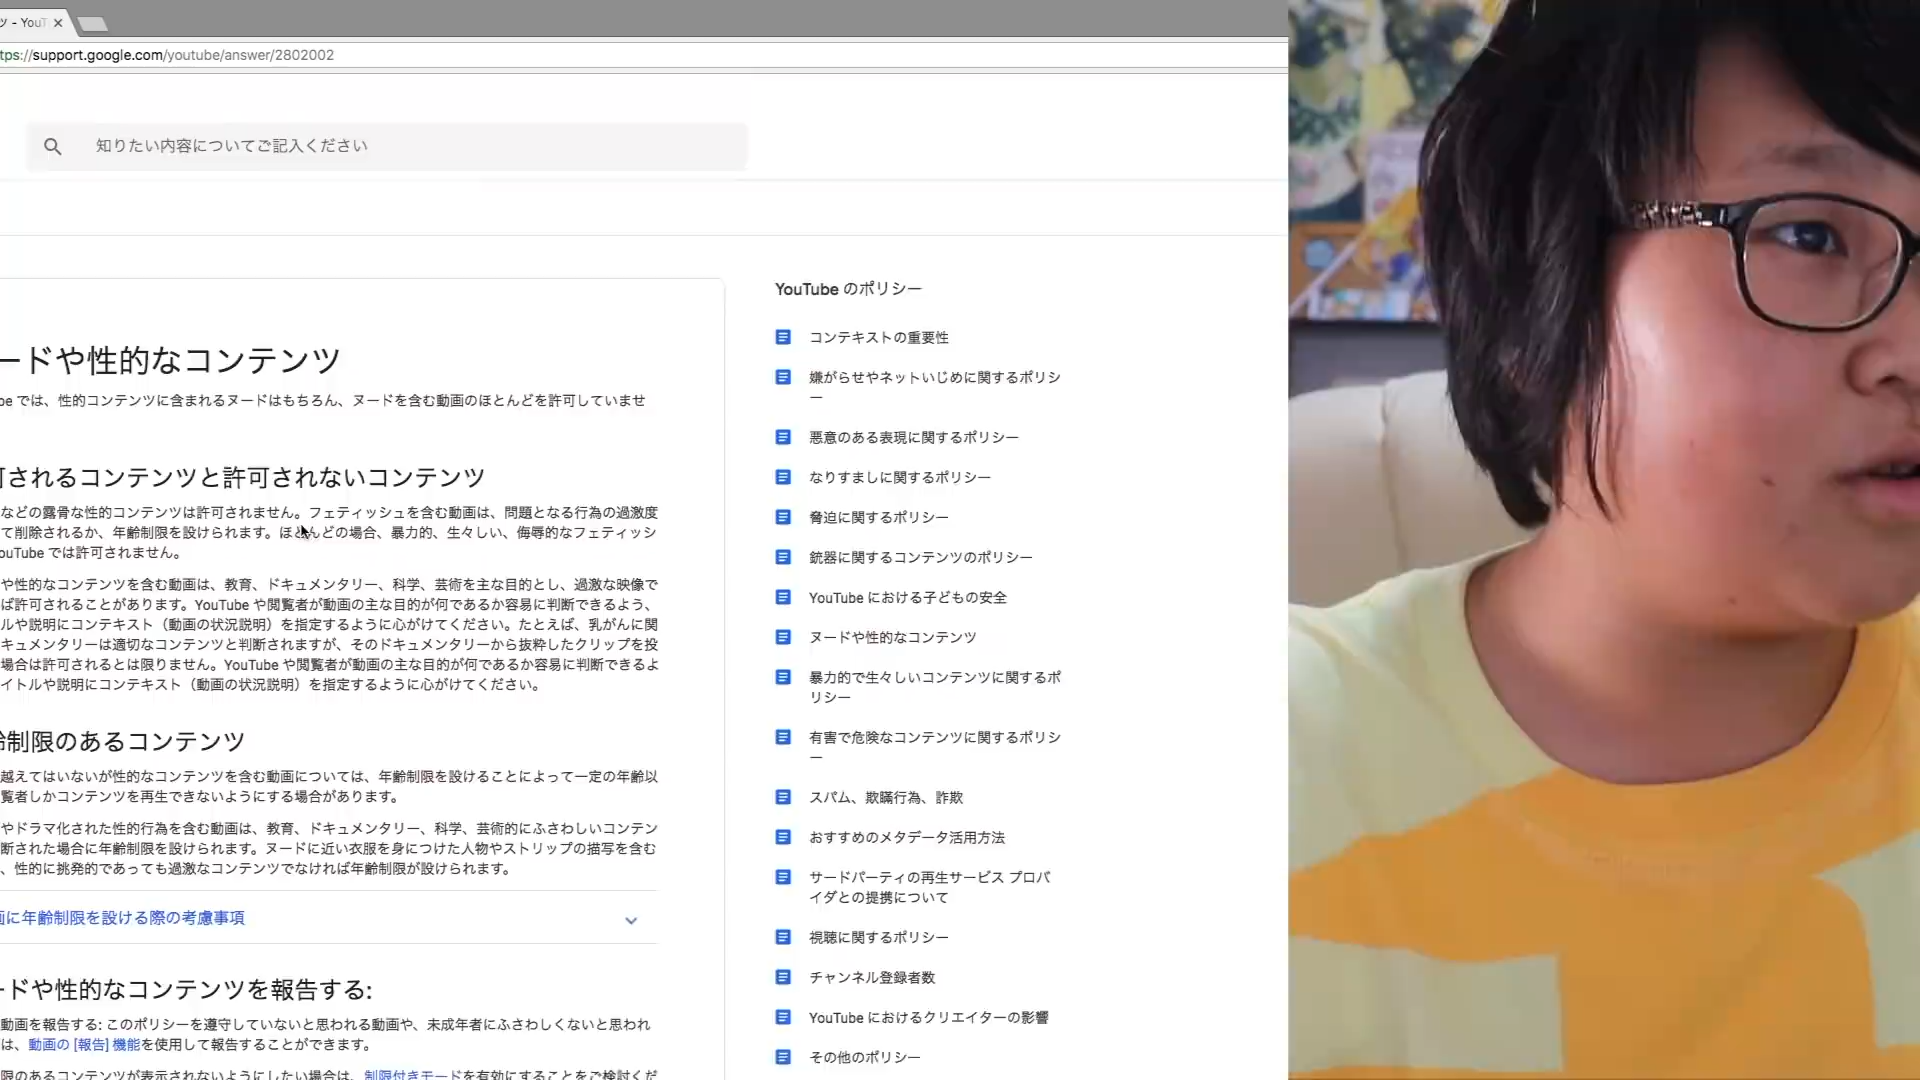 ツ - YouT
tps://support.google.com/youtube/answer/2802002
知りたい内容についてご記入ください
ードや性的なコンテンツ
be では、性的コンテンツに含まれるヌードはもちろん、ヌードを含む動画のほとんどを許可していませ
可されるコンテンツと許可されないコンテンツ
などの露骨な性的コンテンツは許可されません。フェティッシュを含む動画は、問題となる行為の過激度
て削除されるか、年齢制限を設けられます。ほとんどの場合、暴力的、生々しい、侮辱的なフェティッシ
ouTube では許可されません。
や性的なコンテンツを含む動画は、教育、ドキュメンタリー、科学、芸術を主な目的とし、過激な映像で
ば許可されることがあります。YouTube や閲覧者が動画の主な目的が何であるか容易に判断できるよう、
ルや説明にコンテキスト（動画の状況説明）を指定するように心がけてください。たとえば、乳がんに関
キュメンタリーは適切なコンテンツと判断されますが、そのドキュメンタリーから抜粋したクリップを投
場合は許可されるとは限りません。YouTube や閲覧者が動画の主な目的が何であるか容易に判断できるよ
イトルや説明にコンテキスト（動画の状況説明）を指定するように心がけてください。
齢制限のあるコンテンツ
越えてはいないが性的なコンテンツを含む動画については、年齢制限を設けることによって一定の年齢以
覧者しかコンテンツを再生できないようにする場合があります。
やドラマ化された性的行為を含む動画は、教育、ドキュメンタリー、科学、芸術的にふさわしいコンテン
断された場合に年齢制限を設けられます。ヌードに近い衣服を身につけた人物やストリップの描写を含む
、性的に挑発的であっても過激なコンテンツでなければ年齢制限が設けられます。
画に年齢制限を設ける際の考慮事項
ードや性的なコンテンツを報告する:
動画を報告する: このポリシーを遵守していないと思われる動画や、未成年者にふさわしくないと思われ
は、動画の [報告] 機能を使用して報告することができます。
限のあるコンテンツが表示されないようにしたい場合は、制限付きモードを有効にすることをご検討くだ
YouTube のポリシー
コンテキストの重要性
嫌がらせやネットいじめに関するポリシ
ー
悪意のある表現に関するポリシー
なりすましに関するポリシー
脅迫に関するポリシー
銃器に関するコンテンツのポリシー
YouTube における子どもの安全
ヌードや性的なコンテンツ
暴力的で生々しいコンテンツに関するポ
リシー
有害で危険なコンテンツに関するポリシ
ー
スパム、欺瞞行為、詐欺
おすすめのメタデータ活用方法
サードパーティの再生サービス プロバ
イダとの提携について
視聴に関するポリシー
チャンネル登録者数
YouTube におけるクリエイターの影響
その他のポリシー